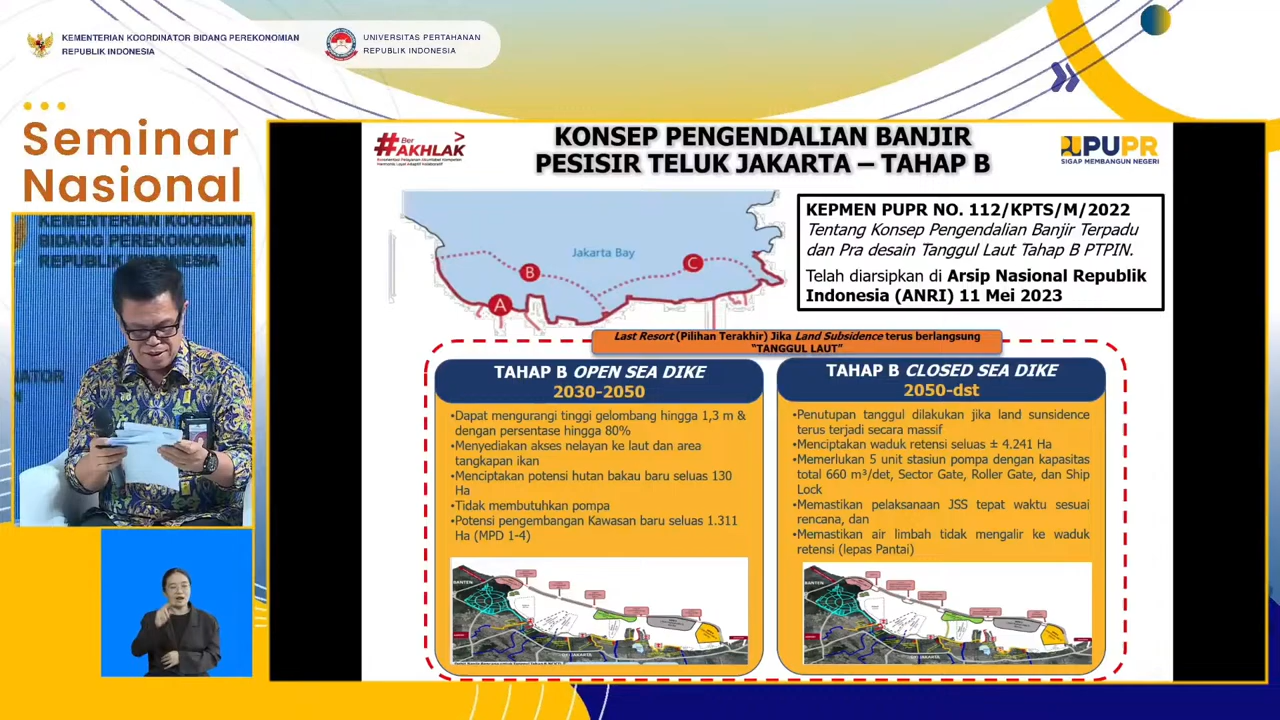 KEMENTERIAN KOORDINATOR BIDANG PEREKONOMIAN
REPUBLIK INDONESIA
UNIVERSITAS PERTAHANAN
REPUBLIK INDONESIA
Seminar
Nasional
KEMENTERIAN KOORDINA
BIDANG PEREKONOMIAN
REPUBLIK INDONESIA
#Ber
AKHLAK
KONSEP PENGENDALIAN BANJIR
PESISIR TELUK JAKARTA – TAHAP B
PUPR
SIGAP MEMBANGUN NEGERI
Jakarta Bay
A
B
C
KEPMEN PUPR NO. 112/KPTS/M/2022
Tentang Konsep Pengendalian Banjir Terpadu
dan Pra desain Tanggul Laut Tahap B PTPIN.
Telah diarsipkan di Arsip Nasional Republik
Indonesia (ANRI) 11 Mei 2023
Last Resort (Pilihan Terakhir) Jika Land Subsidence terus berlangsung
"TANGGUL LAUT"
TAHAP B OPEN SEA DIKE
2030-2050
•Dapat mengurangi tinggi gelombang hingga 1,3 m &
dengan persentase hingga 80%
•Menyediakan akses nelayan ke laut dan area
tangkapan ikan
•Menciptakan potensi hutan bakau baru seluas 130
Ha
•Tidak membutuhkan pompa
•Potensi pengembangan Kawasan baru seluas 1.311
Ha (MPD 1-4)
BANTEN
TAHAP B CLOSED SEA DIKE
2050-dst
•Penutupan tanggul dilakukan jika land sunsidence
terus terjadi secara massif
•Menciptakan waduk retensi seluas ± 4.241 Ha
•Memerlukan 5 unit stasiun pompa dengan kapasitas
total 660 m³/det, Sector Gate, Roller Gate, dan Ship
Lock
•Memastikan pelaksanaan JSS tepat waktu sesuai
rencana, dan
•Memastikan air limbah tidak mengalir ke waduk
retensi (lepas Pantai)
BANTEN